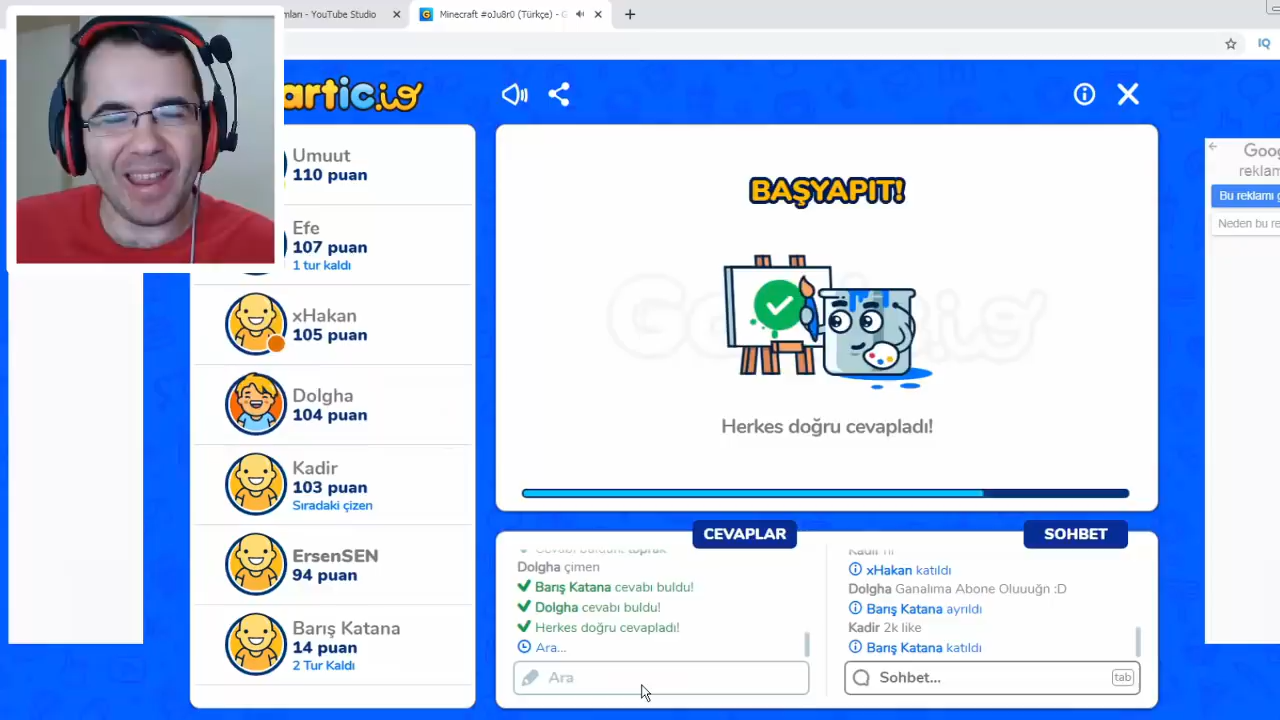 ımları - YouTube Studio
Minecraft #oJu8r0 (Türkçe) - G
IQ
artic.io
Umuut
110 puan
Efe
107 puan
1 tur kaldı
xHakan
105 puan
Dolgha
104 puan
Kadir
103 puan
Sıradaki çizen
ErsenSEN
94 puan
Barış Katana
14 puan
2 Tur Kaldı
BAŞYAPIT!
Herkes doğru cevapladı!
CEVAPLAR
Dolgha çimen
Barış Katana cevabı buldu!
Dolgha cevabı buldu!
Herkes doğru cevapladı!
Ara...
Ara
SOHBET
xHakan katıldı
Dolgha Ganalıma Abone Oluuuğn :D
Barış Katana ayrıldı
Kadir 2k like
Barış Katana katıldı
Sohbet...
tab
Goo
reklam
Bu reklamı g
Neden bu re